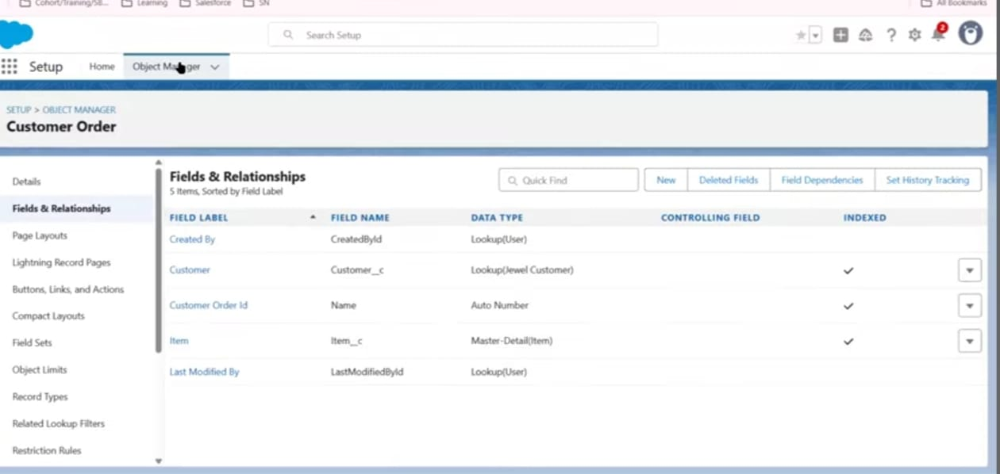 Cohort/Training/SB... Learning Salesforce SN All Bookmarks
Search Setup
2
Setup Home Object Manager
SETUP > OBJECT MANAGER
Customer Order
Details
Fields & Relationships
Page Layouts
Lightning Record Pages
Buttons, Links, and Actions
Compact Layouts
Field Sets
Object Limits
Record Types
Related Lookup Filters
Restriction Rules
Fields & Relationships
5 Items, Sorted by Field Label
Quick Find New Deleted Fields Field Dependencies Set History Tracking
FIELD LABEL FIELD NAME DATA TYPE CONTROLLING FIELD INDEXED
Created By CreatedById Lookup(User)
Customer Customer__c Lookup(Jewel Customer)
Customer Order Id Name Auto Number
Item Item__c Master-Detail(Item)
Last Modified By LastModifiedById Lookup(User)